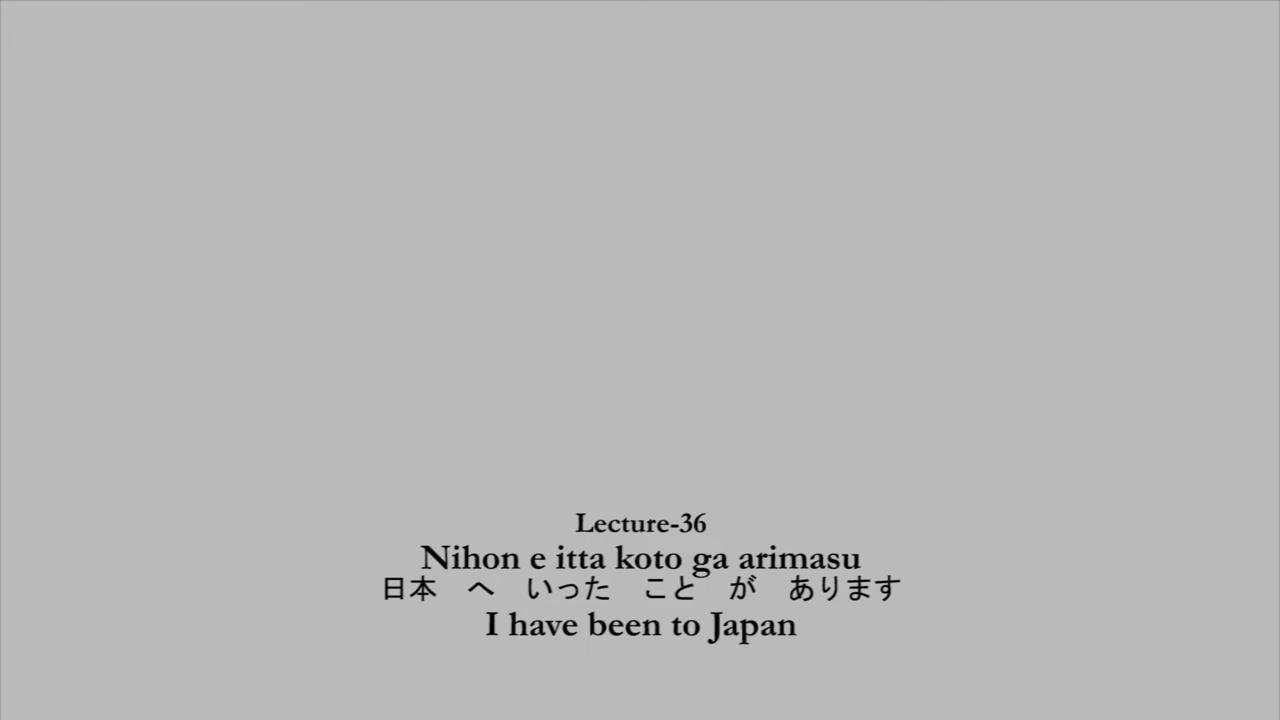 Lecture-36
Nihon e itta koto ga arimasu
日本　へ　いった　こと　が　あります
I have been to Japan